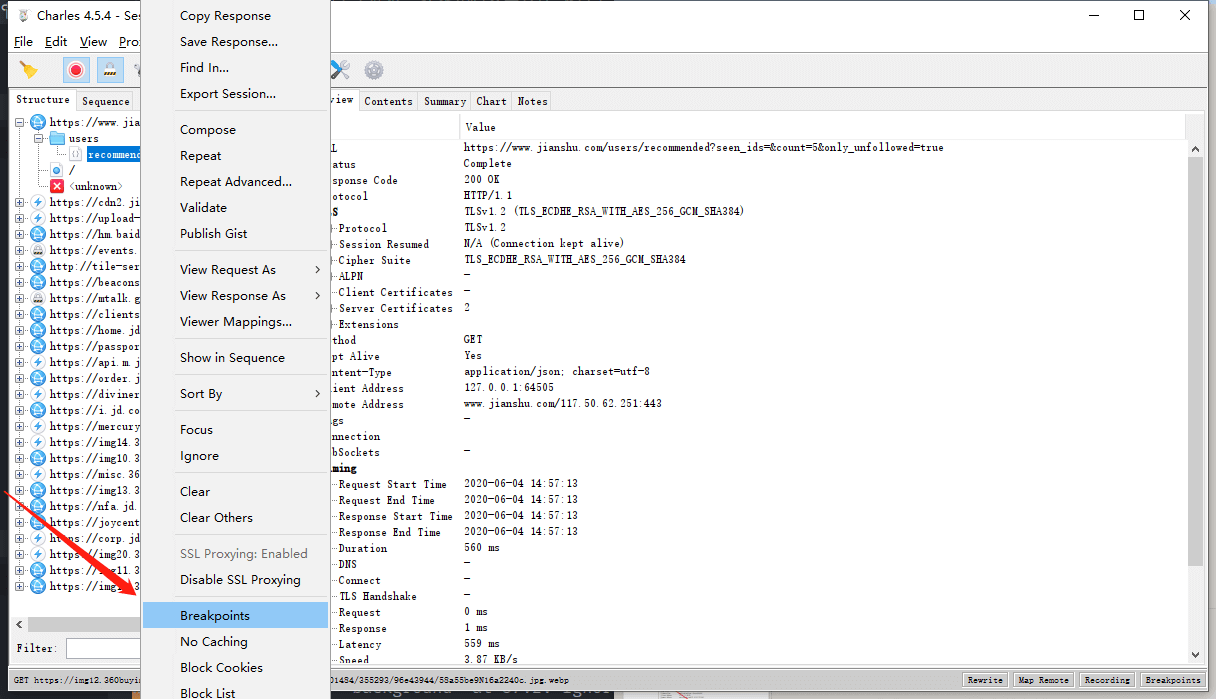 Charles 4.5.4 - Ses
File Edit View Pro
Structure Sequence
https://www.jia
users
recommend
/
<unknown>
https://cdn2.ji
https://upload-
https://hm.baid
https://events.
http://tile-ser
https://beacons
https://mtalk.g
https://clients
https://home.jd
https://passpor
https://api.m.j
https://order.j
https://diviner
https://i.jd.co
https://mercury
https://img14.3
https://img10.3
https://misc.36
https://img13.3
https://nfa.jd.
https://joycent
https://corp.jd
https://img20.3
https://img11.3
Filter:
Copy Response
Save Response...
Find In...
Export Session...
Compose
Repeat
Repeat Advanced...
Validate
Publish Gist
View Request As
View Response As
Viewer Mappings...
Show in Sequence
Sort By
Focus
Ignore
Clear
Clear Others
SSL Proxying: Enabled
Disable SSL Proxying
Breakpoints
No Caching
Block Cookies
Block List
view Contents Summary Chart Notes
Value
L https://www.jianshu.com/users/recommended?seen_ids=&count=5&only_unfollowed=true
atus Complete
sponse Code 200 OK
otocol HTTP/1.1
S TLSv1.2 (TLS_ECDHE_RSA_WITH_AES_256_GCM_SHA384)
Protocol TLSv1.2
Session Resumed N/A (Connection kept alive)
Cipher Suite TLS_ECDHE_RSA_WITH_AES_256_GCM_SHA384
ALPN -
Client Certificates -
Server Certificates 2
Extensions
thod GET
pt Alive Yes
ntent-Type application/json; charset=utf-8
ient Address 127.0.0.1:64505
mote Address www.jianshu.com/117.50.62.251:443
gs -
nnection
bSockets -
ming
Request Start Time 2020-06-04 14:57:13
Request End Time 2020-06-04 14:57:13
Response Start Time 2020-06-04 14:57:13
Response End Time 2020-06-04 14:57:13
Duration 560 ms
DNS -
Connect -
TLS Handshake -
Request 0 ms
Response 1 ms
Latency 559 ms
Speed 3.87 KB/s
GET https://img12.360buyim
01484/355293/96e43944/58a55be9N16a2240c.jpg.webp
Rewrite Map Remote Recording Breakpoints